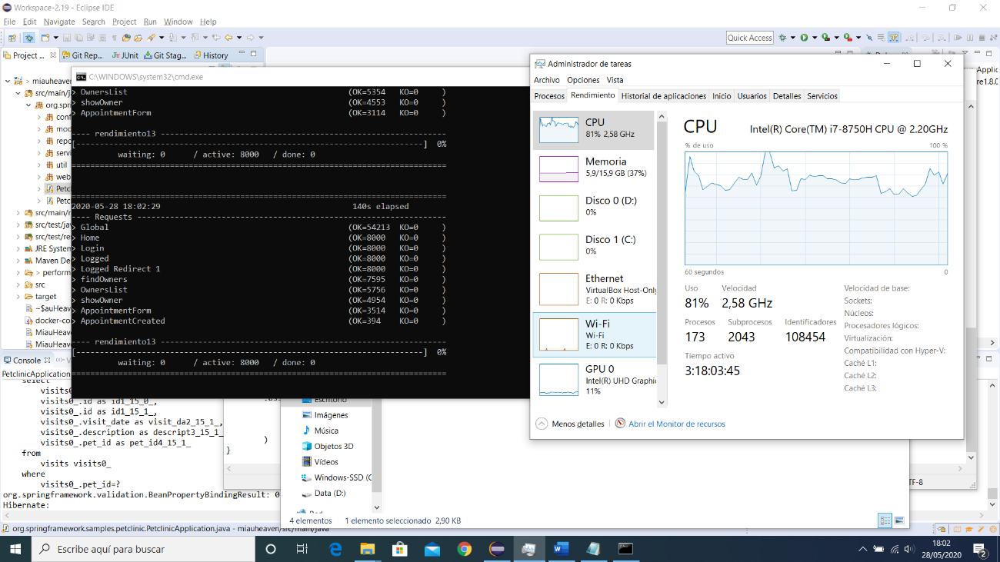 Workspace-2.19 - Eclipse IDE
File Edit Navigate Search Project Run Window Help
Quick Access
Project ... Git Rep... JUnit Git Stag... History
> miauheaven
src/main/j
org.sp
conf
mod
repo
servi
util
web
Petcl
Petc
src/main/r
src/test/jav
src/test/re
JRE System
Maven De
> perform
src
target
~$auHeave
docker-co
MiauHeave
MiauHeave
C:\WINDOWS\system32\cmd.exe
> OwnersList (OK=5354 KO=0 )
> showOwner (OK=4553 KO=0 )
> AppointmentForm (OK=3114 KO=0 )
---- rendimiento13 ------------------------------------------------------------
[--------------------------------------------------------------------------] 0%
waiting: 0 / active: 8000 / done: 0
================================================================================
================================================================================
2020-05-28 18:02:29 140s elapsed
---- Requests ------------------------------------------------------------------
> Global (OK=54213 KO=0 )
> Home (OK=8000 KO=0 )
> Login (OK=8000 KO=0 )
> Logged (OK=8000 KO=0 )
> Logged Redirect 1 (OK=8000 KO=0 )
> findOwners (OK=7595 KO=0 )
> OwnersList (OK=5756 KO=0 )
> showOwner (OK=4954 KO=0 )
> AppointmentForm (OK=3514 KO=0 )
> AppointmentCreated (OK=394 KO=0 )
---- rendimiento13 ------------------------------------------------------------
[--------------------------------------------------------------------------] 0%
waiting: 0 / active: 8000 / done: 0
================================================================================
Administrador de tareas
Archivo Opciones Vista
Procesos Rendimiento Historial de aplicaciones Inicio Usuarios Detalles Servicios
CPU
81% 2,58 GHz
Memoria
5,9/15,9 GB (37%)
Disco 0 (D:)
0%
Disco 1 (C:)
0%
Ethernet
VirtualBox Host-Only
E: 0 R: 0 Kbps
Wi-Fi
Wi-Fi
E: 0 R: 0 Kbps
GPU 0
Intel(R) UHD Graphic
11%
CPU Intel(R) Core(TM) i7-8750H CPU @ 2.20GHz
% de uso 100 %
60 segundos 0
Uso Velocidad
81% 2,58 GHz
Procesos Subprocesos Identificadores
173 2043 108454
Tiempo activo
3:18:03:45
Velocidad de base:
Sockets:
Núcleos:
Procesadores lógicos:
Virtualización:
Compatibilidad con Hyper-V:
Caché L1:
Caché L2:
Caché L3:
Menos detalles Abrir el Monitor de recursos
Applic
re1.8.0
Console
PetclinicApplication
select
visits0_.id as id1_15_0_,
visits0_.id as id1_15_1_,
visits0_.visit_date as visit_da2_15_1_,
visits0_.description as descript3_15_1_
visits0_.pet_id as pet_id4_15_1_
from
visits visits0_
where
visits0_.pet_id=?
org.springframework.validation.BeanPropertyBindingResult: 0
Hibernate:
)
}
Escritorio
Imágenes
Música
Objetos 3D
Vídeos
Windows-SSD (C
Data (D:)
4 elementos 1 elemento seleccionado 2,90 KB
TF-8
org.springframework.samples.petclinic.PetclinicApplication.java - miauheaven/src/main/java
Escribe aquí para buscar
18:02
28/05/2020
2